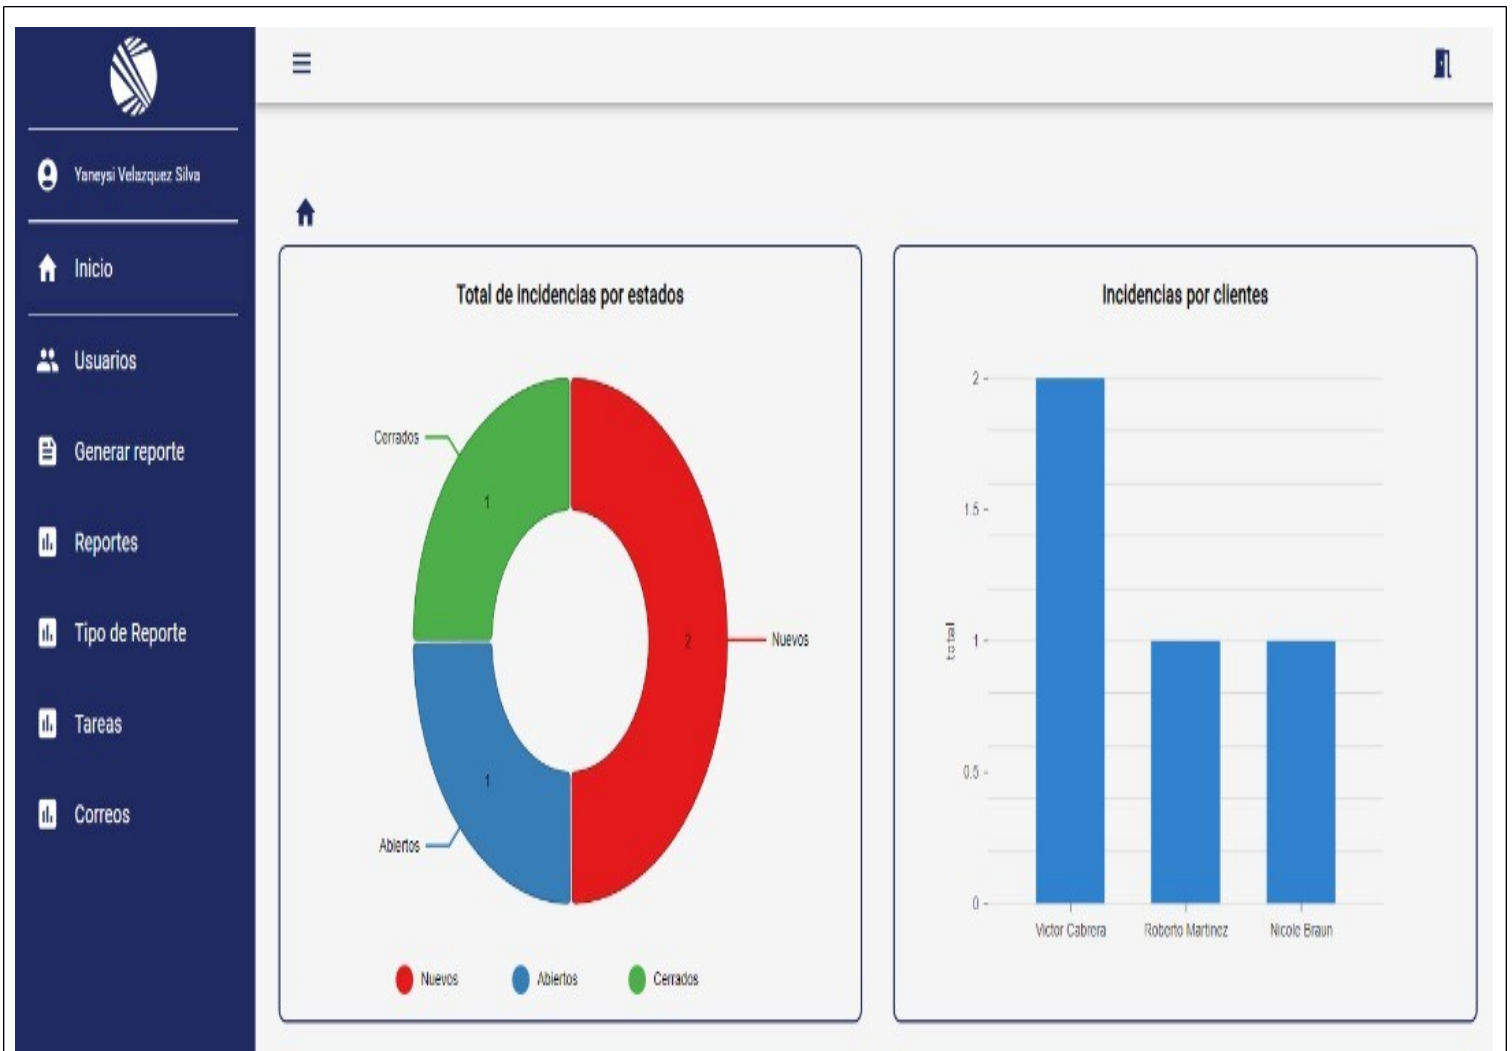 Yaneysi Velazquez Silva
Inicio
Usuarios
Generar reporte
Reportes
Tipo de Reporte
Tareas
Correos
Total de incidencias por estados
Cerrados
1
2
Nuevos
1
Abiertos
Nuevos
Abiertos
Cerrados
Incidencias por clientes
2
1.5
total
1
0.5
0
Victor Cabrera
Roberto Martinez
Nicole Braun